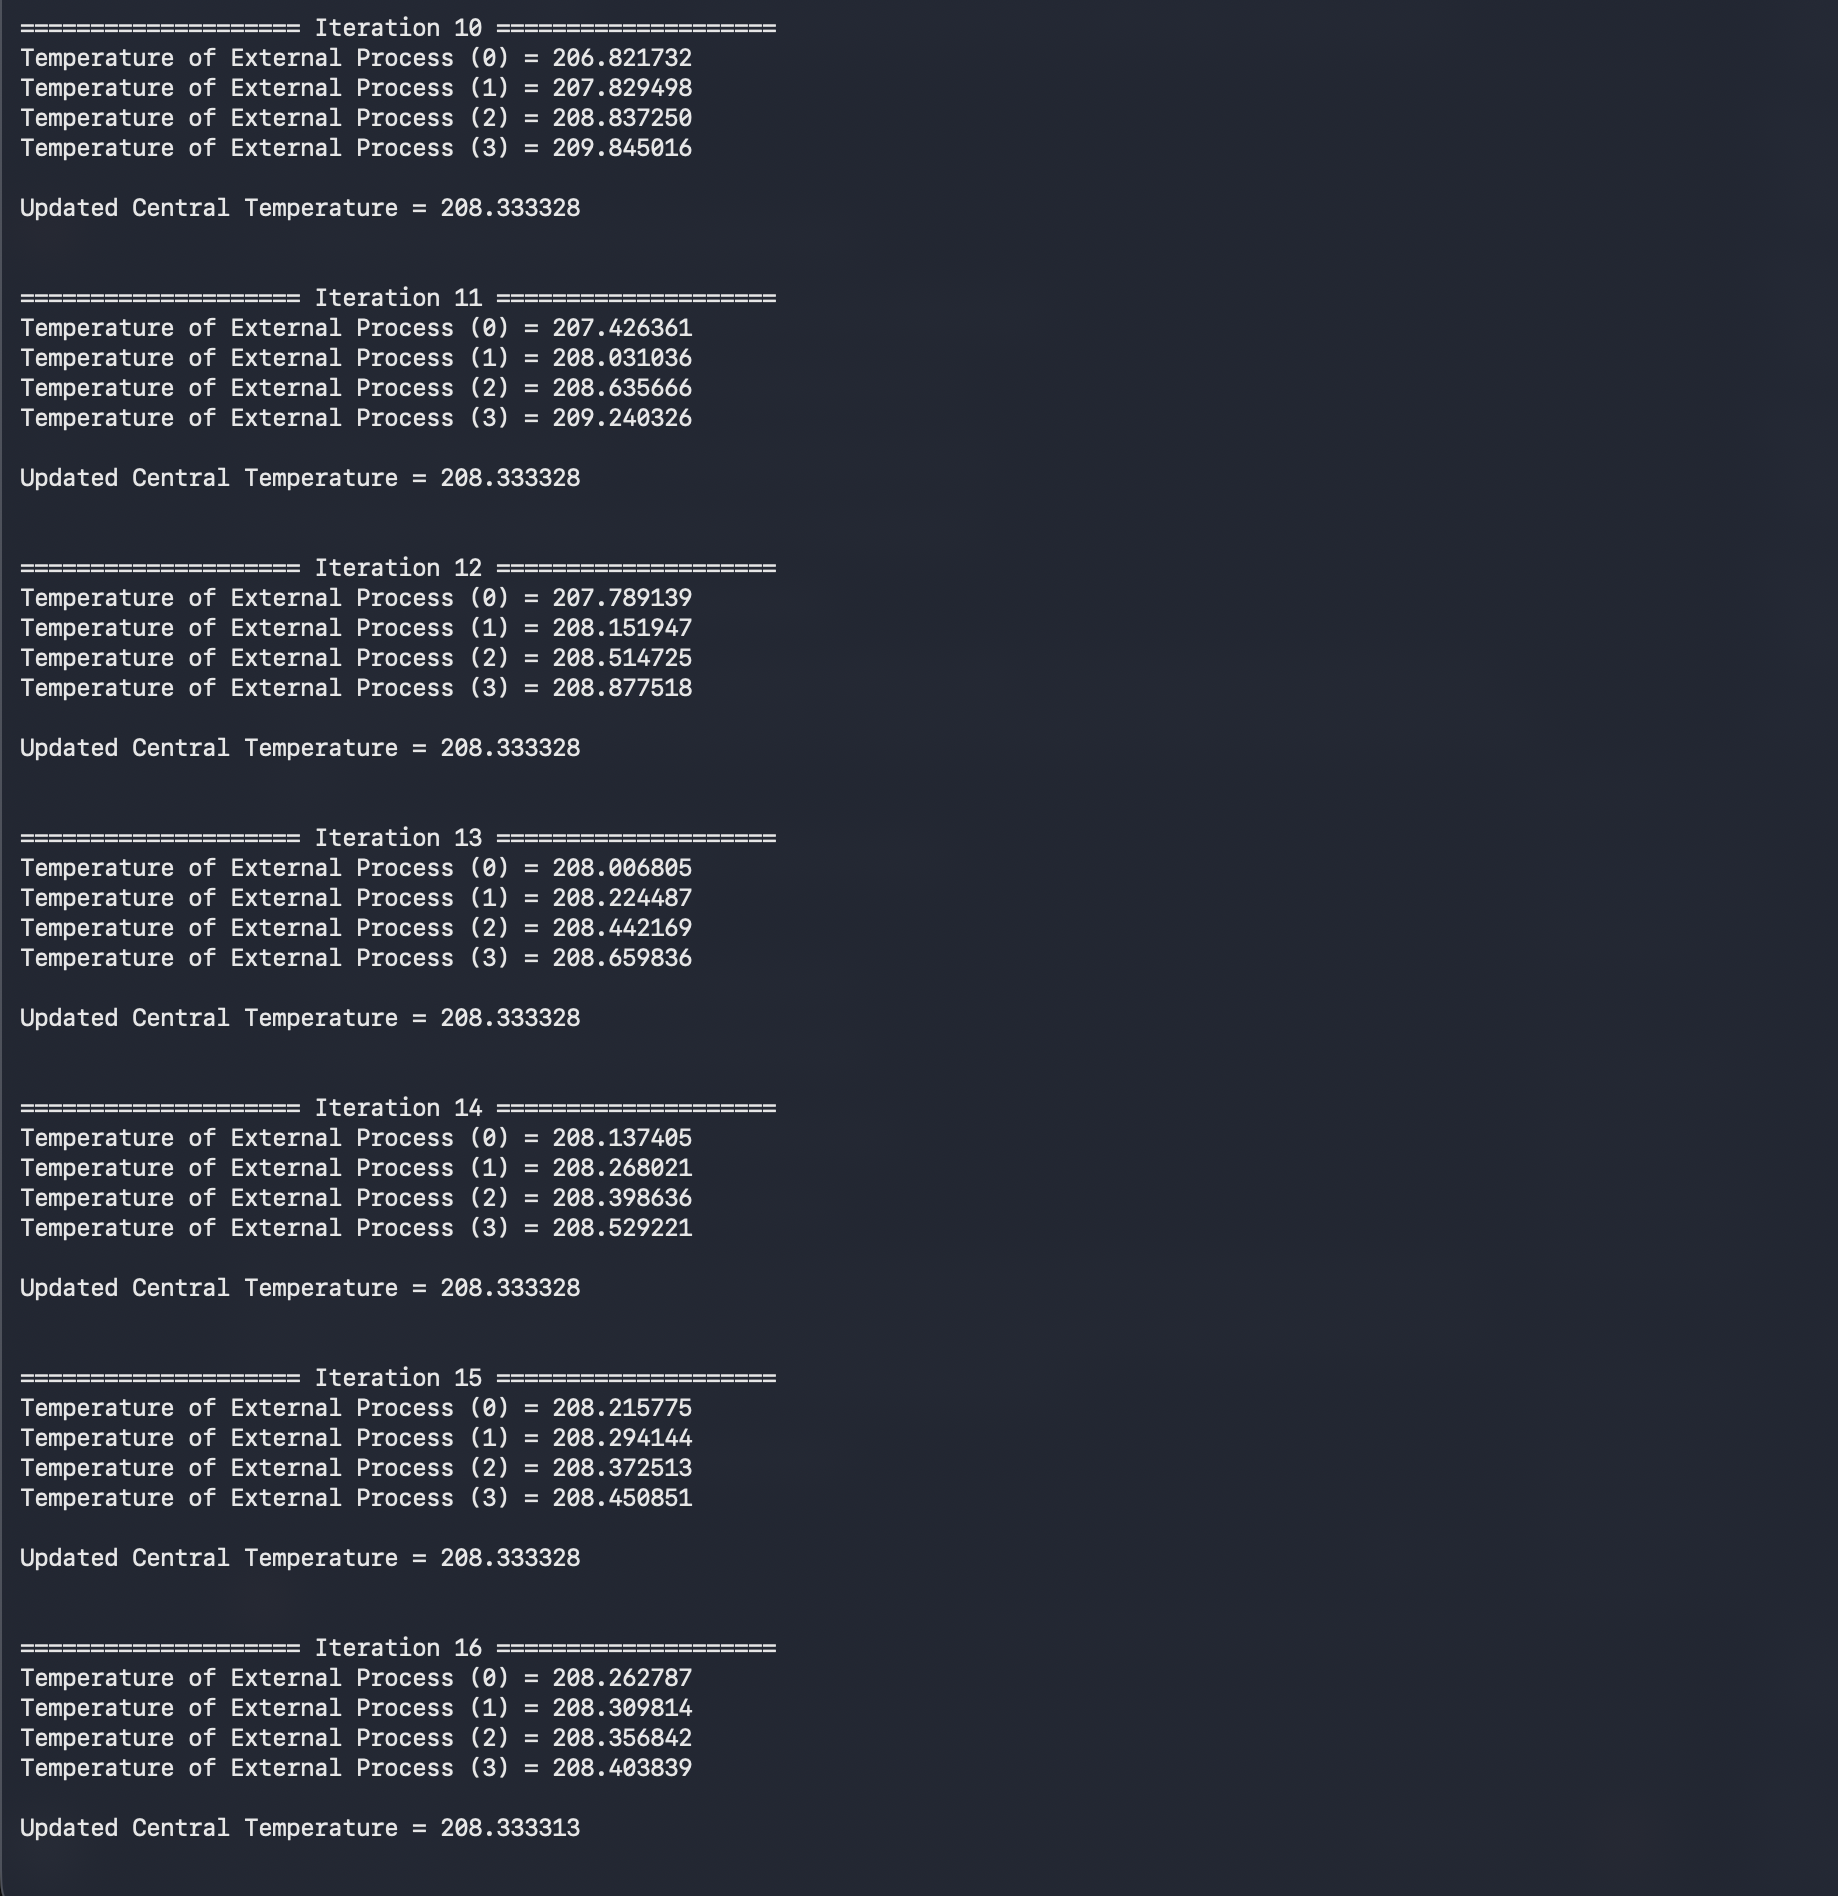 ==================== Iteration 10 ====================
Temperature of External Process (0) = 206.821732
Temperature of External Process (1) = 207.829498
Temperature of External Process (2) = 208.837250
Temperature of External Process (3) = 209.845016
Updated Central Temperature = 208.333328
==================== Iteration 11 ====================
Temperature of External Process (0) = 207.426361
Temperature of External Process (1) = 208.031036
Temperature of External Process (2) = 208.635666
Temperature of External Process (3) = 209.240326
Updated Central Temperature = 208.333328
==================== Iteration 12 ====================
Temperature of External Process (0) = 207.789139
Temperature of External Process (1) = 208.151947
Temperature of External Process (2) = 208.514725
Temperature of External Process (3) = 208.877518
Updated Central Temperature = 208.333328
==================== Iteration 13 ====================
Temperature of External Process (0) = 208.006805
Temperature of External Process (1) = 208.224487
Temperature of External Process (2) = 208.442169
Temperature of External Process (3) = 208.659836
Updated Central Temperature = 208.333328
==================== Iteration 14 ====================
Temperature of External Process (0) = 208.137405
Temperature of External Process (1) = 208.268021
Temperature of External Process (2) = 208.398636
Temperature of External Process (3) = 208.529221
Updated Central Temperature = 208.333328
==================== Iteration 15 ====================
Temperature of External Process (0) = 208.215775
Temperature of External Process (1) = 208.294144
Temperature of External Process (2) = 208.372513
Temperature of External Process (3) = 208.450851
Updated Central Temperature = 208.333328
==================== Iteration 16 ====================
Temperature of External Process (0) = 208.262787
Temperature of External Process (1) = 208.309814
Temperature of External Process (2) = 208.356842
Temperature of External Process (3) = 208.403839
Updated Central Temperature = 208.333313